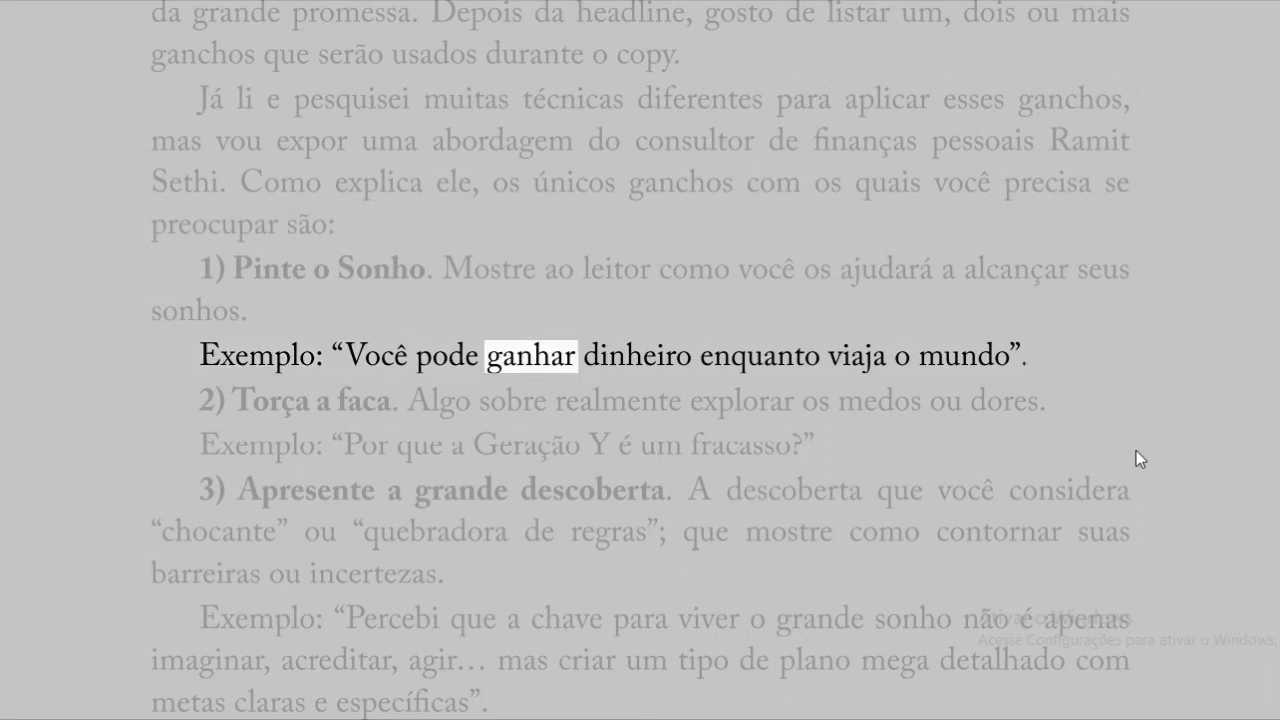 da grande promessa. Depois da headline, gosto de listar um, dois ou mais
ganchos que serão usados durante o copy.
Já li e pesquisei muitas técnicas diferentes para aplicar esses ganchos,
mas vou expor uma abordagem do consultor de finanças pessoais Ramit
Sethi. Como explica ele, os únicos ganchos com os quais você precisa se
preocupar são:
1) Pinte o Sonho. Mostre ao leitor como você os ajudará a alcançar seus
sonhos.
Exemplo: “Você pode ganhar dinheiro enquanto viaja o mundo”.
2) Torça a faca. Algo sobre realmente explorar os medos ou dores.
Exemplo: “Por que a Geração Y é um fracasso?”
3) Apresente a grande descoberta. A descoberta que você considera
“chocante” ou “quebradora de regras”; que mostre como contornar suas
barreiras ou incertezas.
Exemplo: “Percebi que a chave para viver o grande sonho não é apenas
imaginar, acreditar, agir… mas criar um tipo de plano mega detalhado com
metas claras e específicas”.
Ativar o Windows
Acesse Configurações para ativar o Windows.